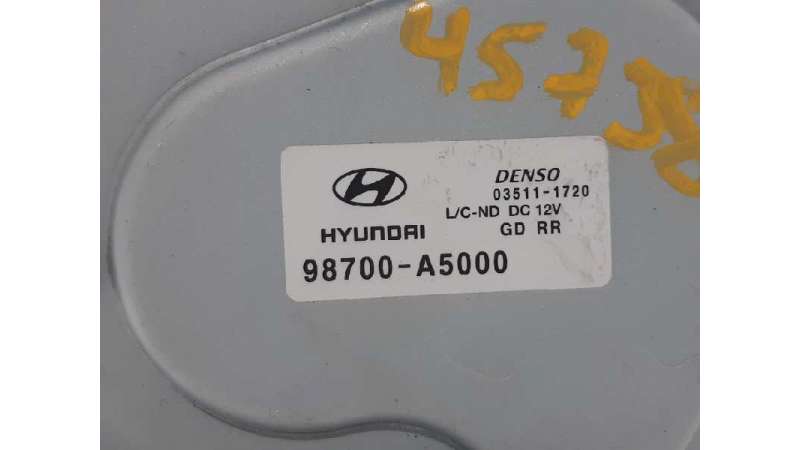 DENSO
03511-1720
L/C-ND DC 12V
HYUNDAI
GD RR
98700-A5000